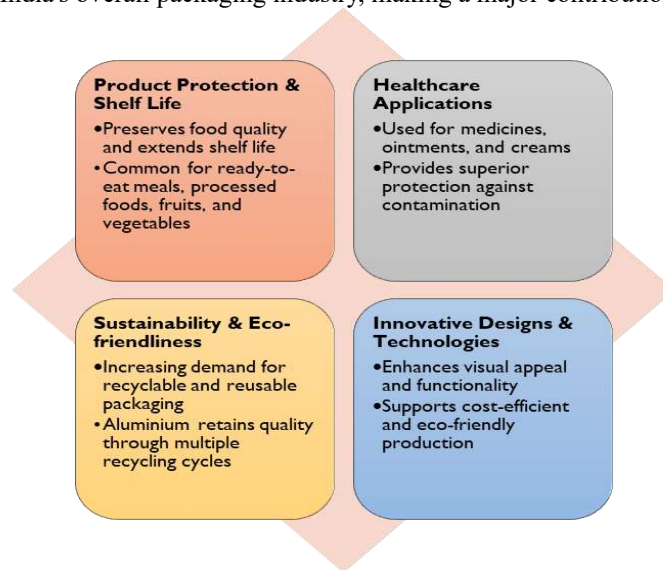 India's overall packaging industry, making a major contribution
Product Protection &
Shelf Life
•Preserves food quality
and extends shelf life
•Common for ready-to-
eat meals, processed
foods, fruits, and
vegetables
Healthcare
Applications
•Used for medicines,
ointments, and creams
•Provides superior
protection against
contamination
Sustainability & Eco-
friendliness
•Increasing demand for
recyclable and reusable
packaging
•Aluminium retains quality
through multiple
recycling cycles
Innovative Designs &
Technologies
•Enhances visual appeal
and functionality
•Supports cost-efficient
and eco-friendly
production